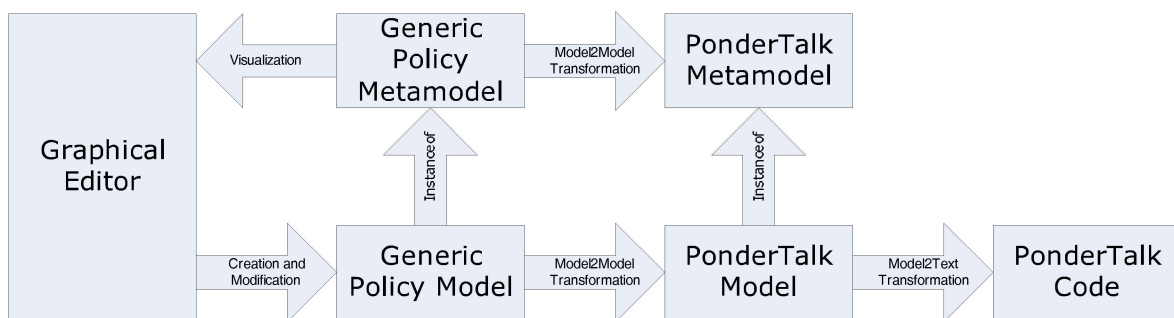 Graphical
Editor
Visualization
Generic
Policy
Metamodel
Model2Model
Transformation
PonderTalk
Metamodel
Instanceof
Instanceof
Creation and
Modification
Generic
Policy Model
Model2Model
Transformation
PonderTalk
Model
Model2Text
Transformation
PonderTalk
Code